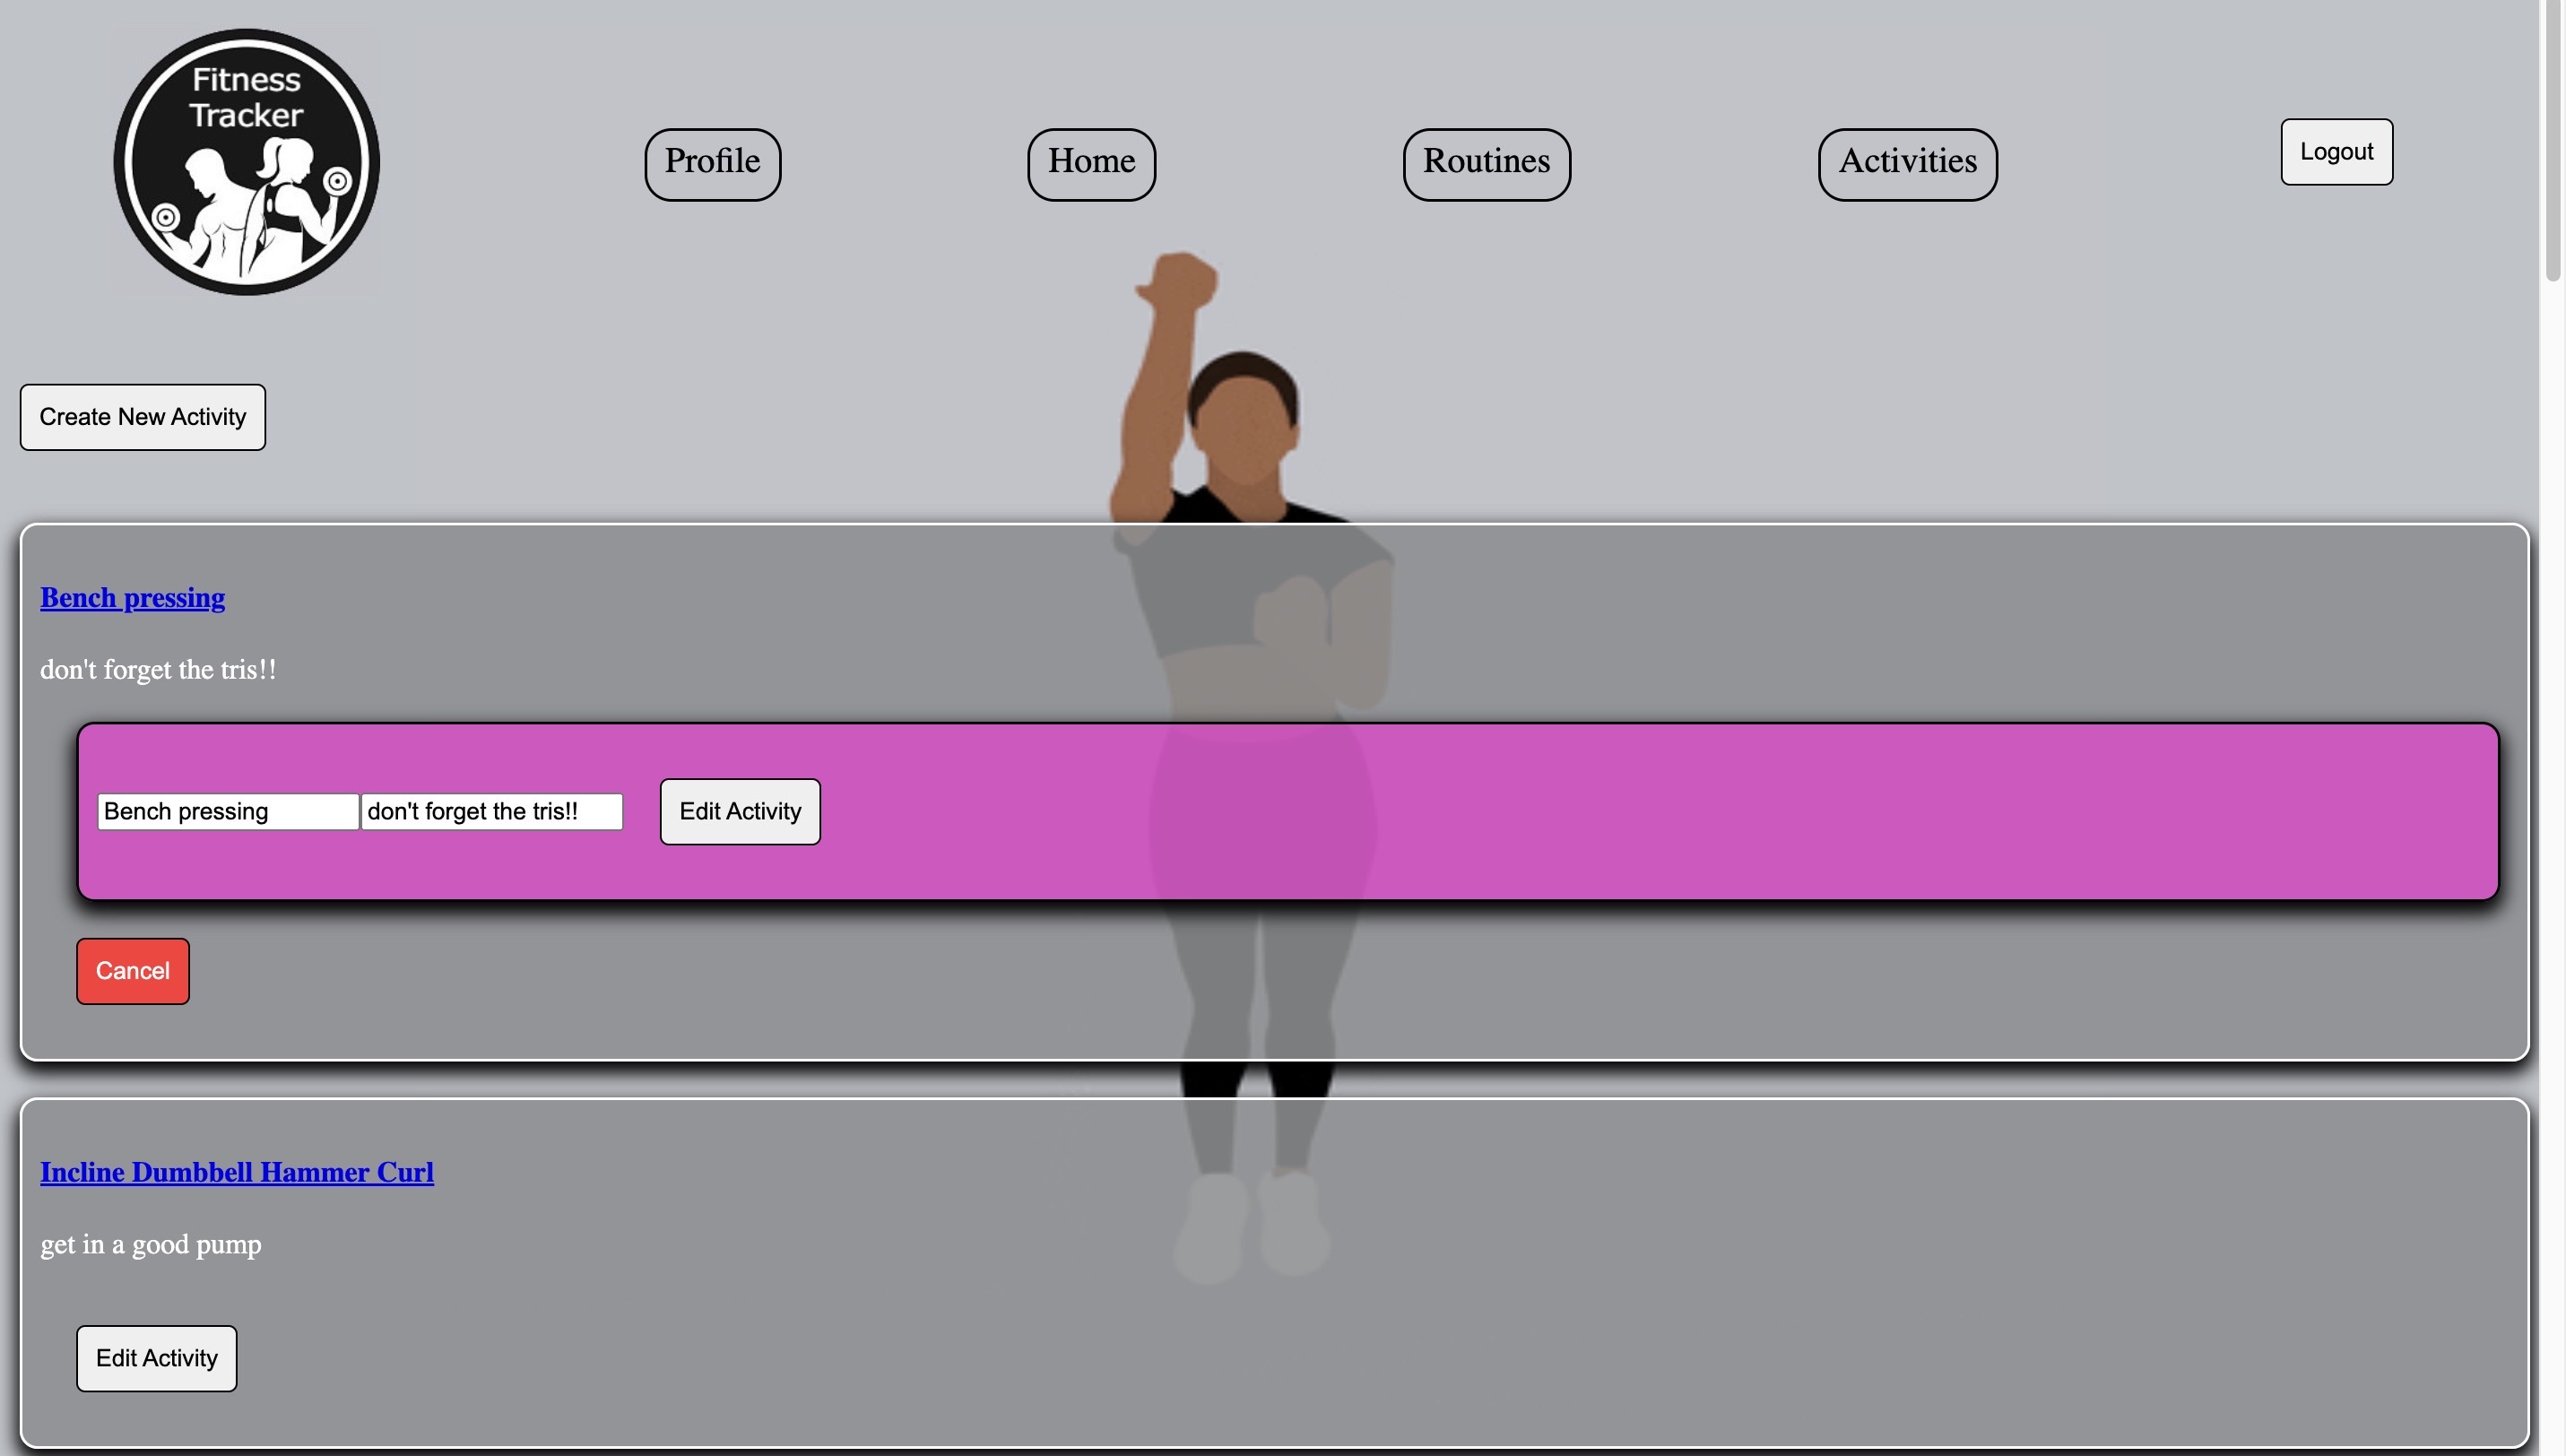 Fitness
Tracker
Profile
Home
Routines
Activities
Logout
Create New Activity
Bench pressing
don't forget the tris!!
Bench pressing
don't forget the tris!!
Edit Activity
Cancel
Incline Dumbbell Hammer Curl
get in a good pump
Edit Activity